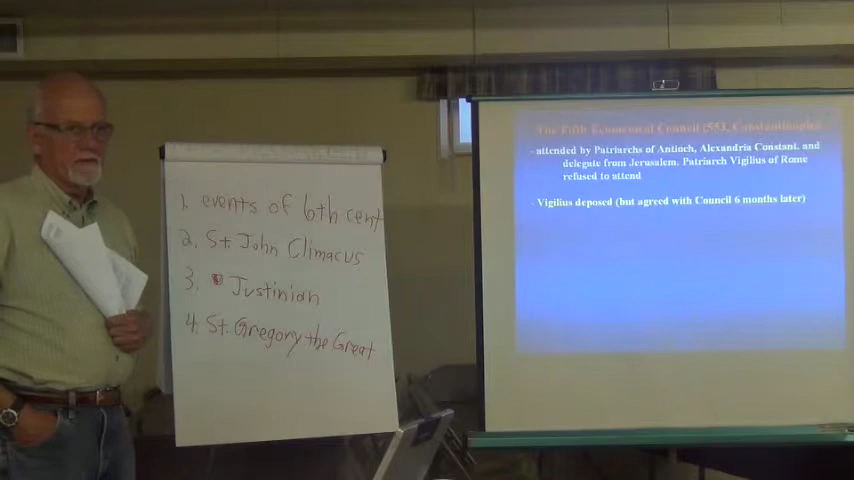 1. events of 6th cent
2. St. John Climacus
3. Justinian
4. St. Gregory the Great
The Fifth Ecumenical Council (553, Constantinople)
- attended by Patriarchs of Antioch, Alexandria Constant. and
delegate from Jerusalem. Patriarch Vigilius of Rome
refused to attend
- Vigilius deposed (but agreed with Council 6 months later)